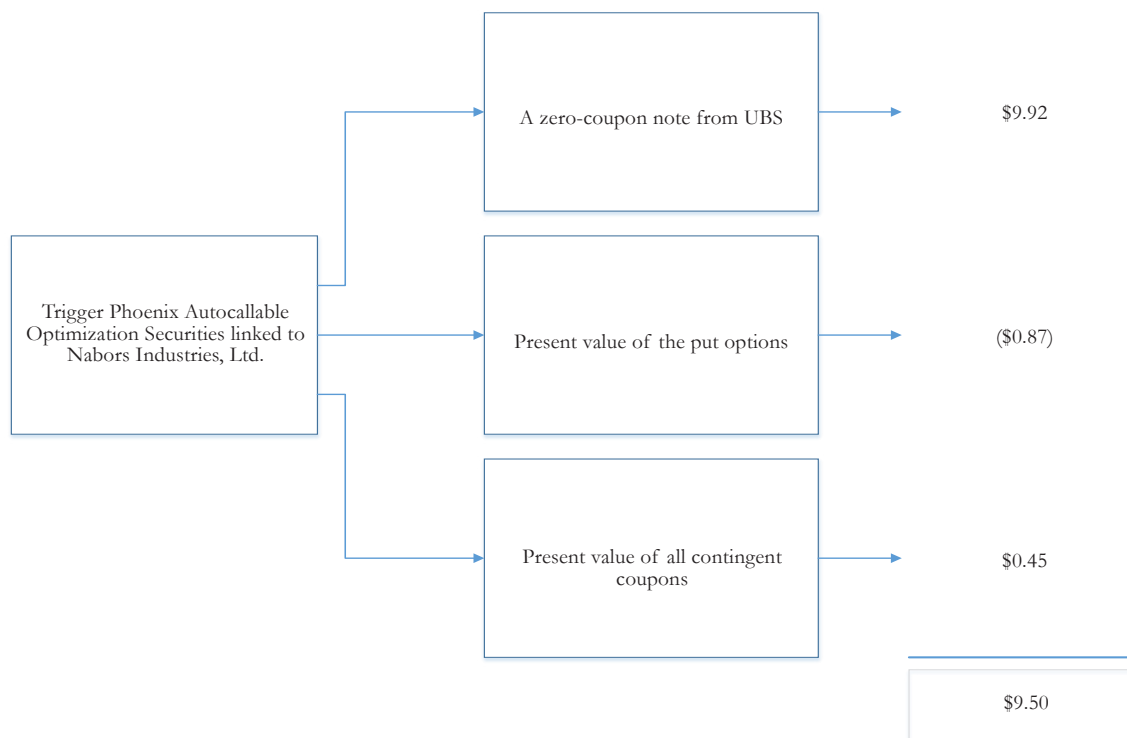 A zero-coupon note from UBS
$9.92
Trigger Phoenix Autocallable
Optimization Securities linked to
Nabors Industries, Ltd.
Present value of the put options
($0.87)
Present value of all contingent
coupons
$0.45
$9.50